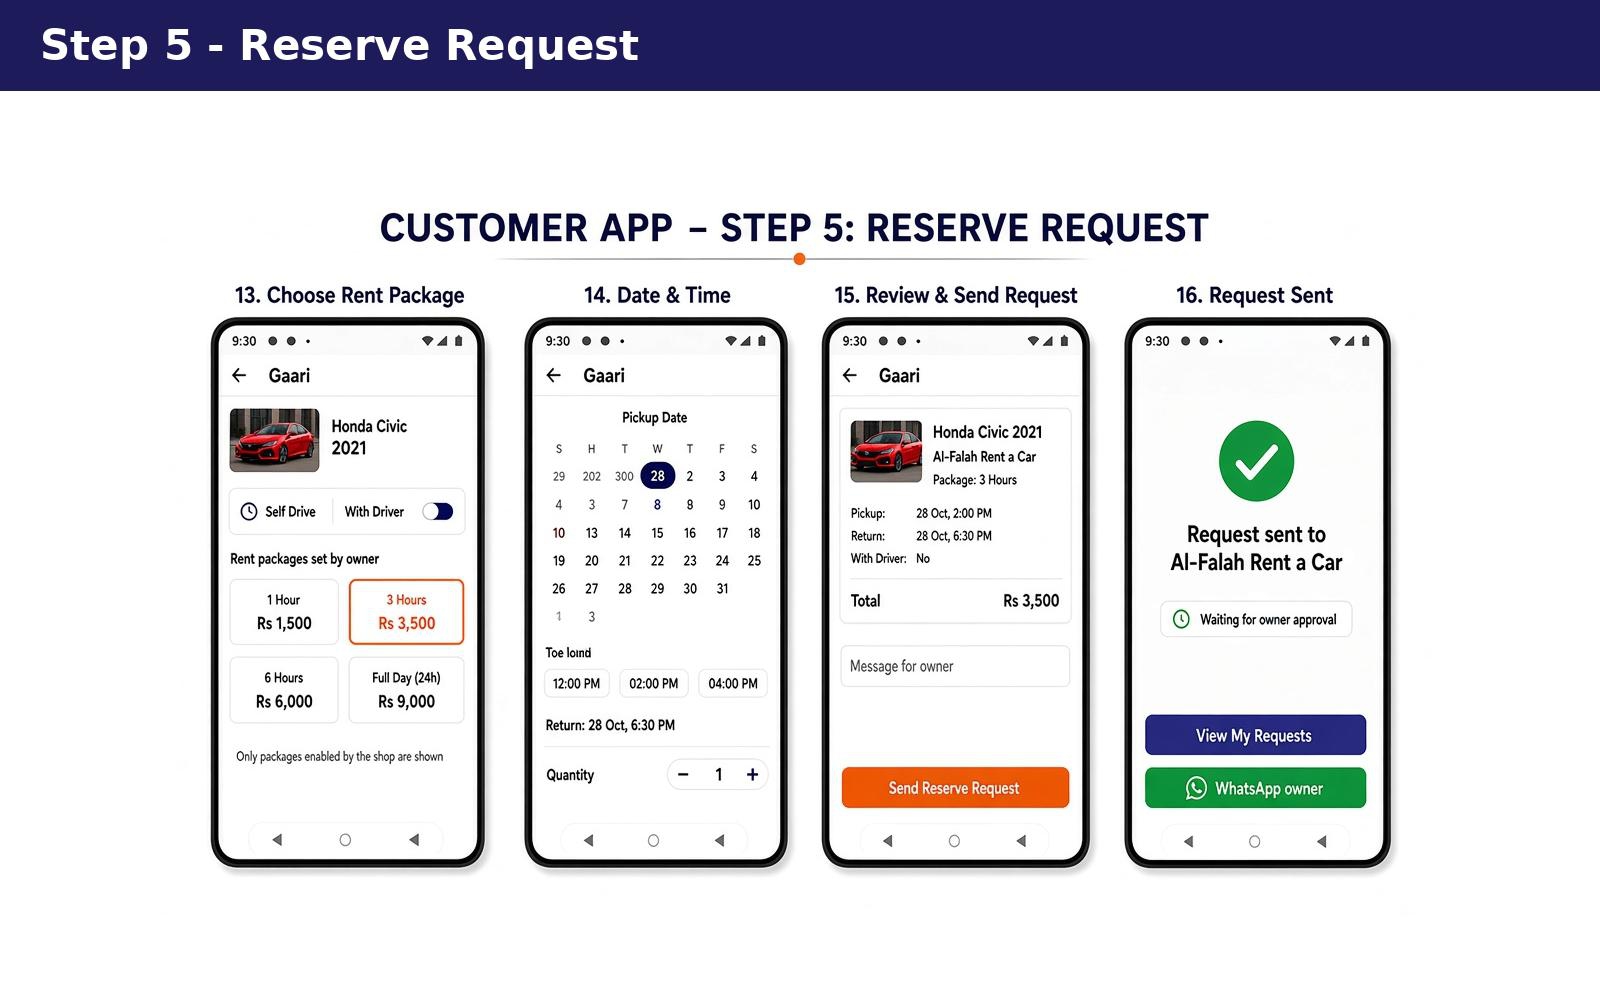 Step 5 - Reserve Request
CUSTOMER APP – STEP 5: RESERVE REQUEST
13. Choose Rent Package
9:30
Gaari
Honda Civic
2021
Self Drive With Driver
Rent packages set by owner
1 Hour 3 Hours
Rs 1,500 Rs 3,500
6 Hours Full Day (24h)
Rs 6,000 Rs 9,000
Only packages enabled by the shop are shown
14. Date & Time
9:30
Gaari
Pickup Date
S H T W T F S
29 202 300 28 2 3 4
4 3 7 8 8 9 10
10 13 14 15 16 17 18
19 20 21 22 23 24 25
26 27 28 29 30 31
1 3
Toe lomd
12:00 PM 02:00 PM 04:00 PM
Return: 28 Oct, 6:30 PM
Quantity − 1 +
15. Review & Send Request
9:30
Gaari
Honda Civic 2021
Al-Falah Rent a Car
Package: 3 Hours
Pickup: 28 Oct, 2:00 PM
Return: 28 Oct, 6:30 PM
With Driver: No
Total Rs 3,500
Message for owner
Send Reserve Request
16. Request Sent
9:30
Request sent to
Al-Falah Rent a Car
Waiting for owner approval
View My Requests
WhatsApp owner